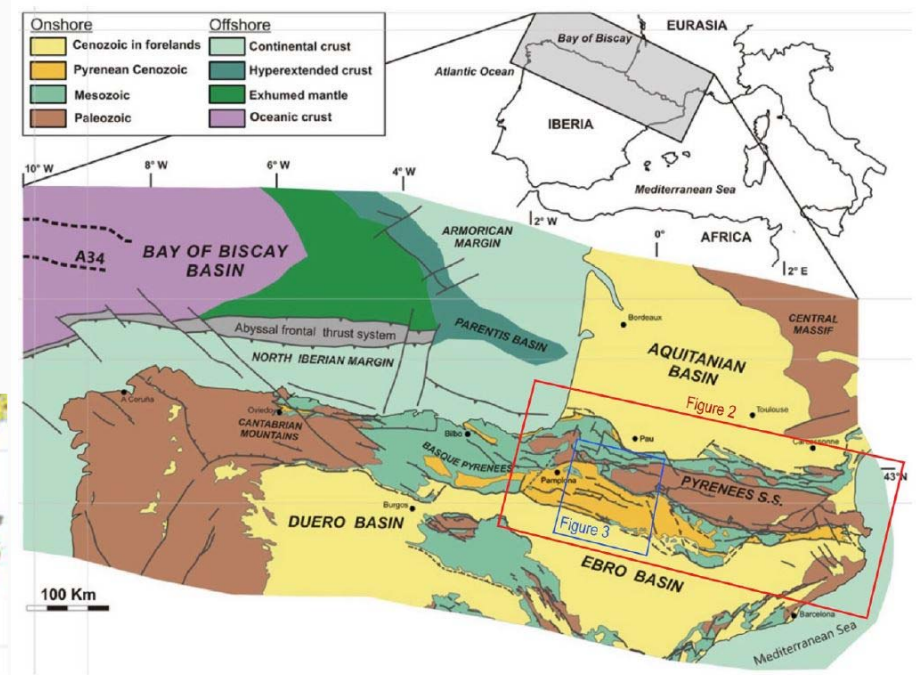 Onshore
Cenozoic in forelands
Pyrenean Cenozoic
Mesozoic
Paleozoic
Offshore
Continental crust
Hyperextended crust
Exhumed mantle
Oceanic crust
EURASIA
Bay of Biscay
Atlantic Ocean
IBERIA
Mediterranean Sea
AFRICA
10° W
8° W
6° W
4° W
2° W
0°
2° E
43°N
A34
BAY OF BISCAY
BASIN
ARMORICAN
MARGIN
Abyssal frontal thrust system
PARENTIS BASIN
NORTH IBERIAN MARGIN
Bordeaux
CENTRAL
MASSIF
AQUITANIAN
BASIN
Figure 2
Toulouse
A Coruña
Oviedo
CANTABRIAN
MOUNTAINS
Bilbo
BASQUE PYRENEES
Pau
Carcassonne
Pamplona
PYRENEES S.S.
Burgos
DUERO BASIN
Figure 3
EBRO BASIN
100 Km
Barcelona
Mediterranean Sea